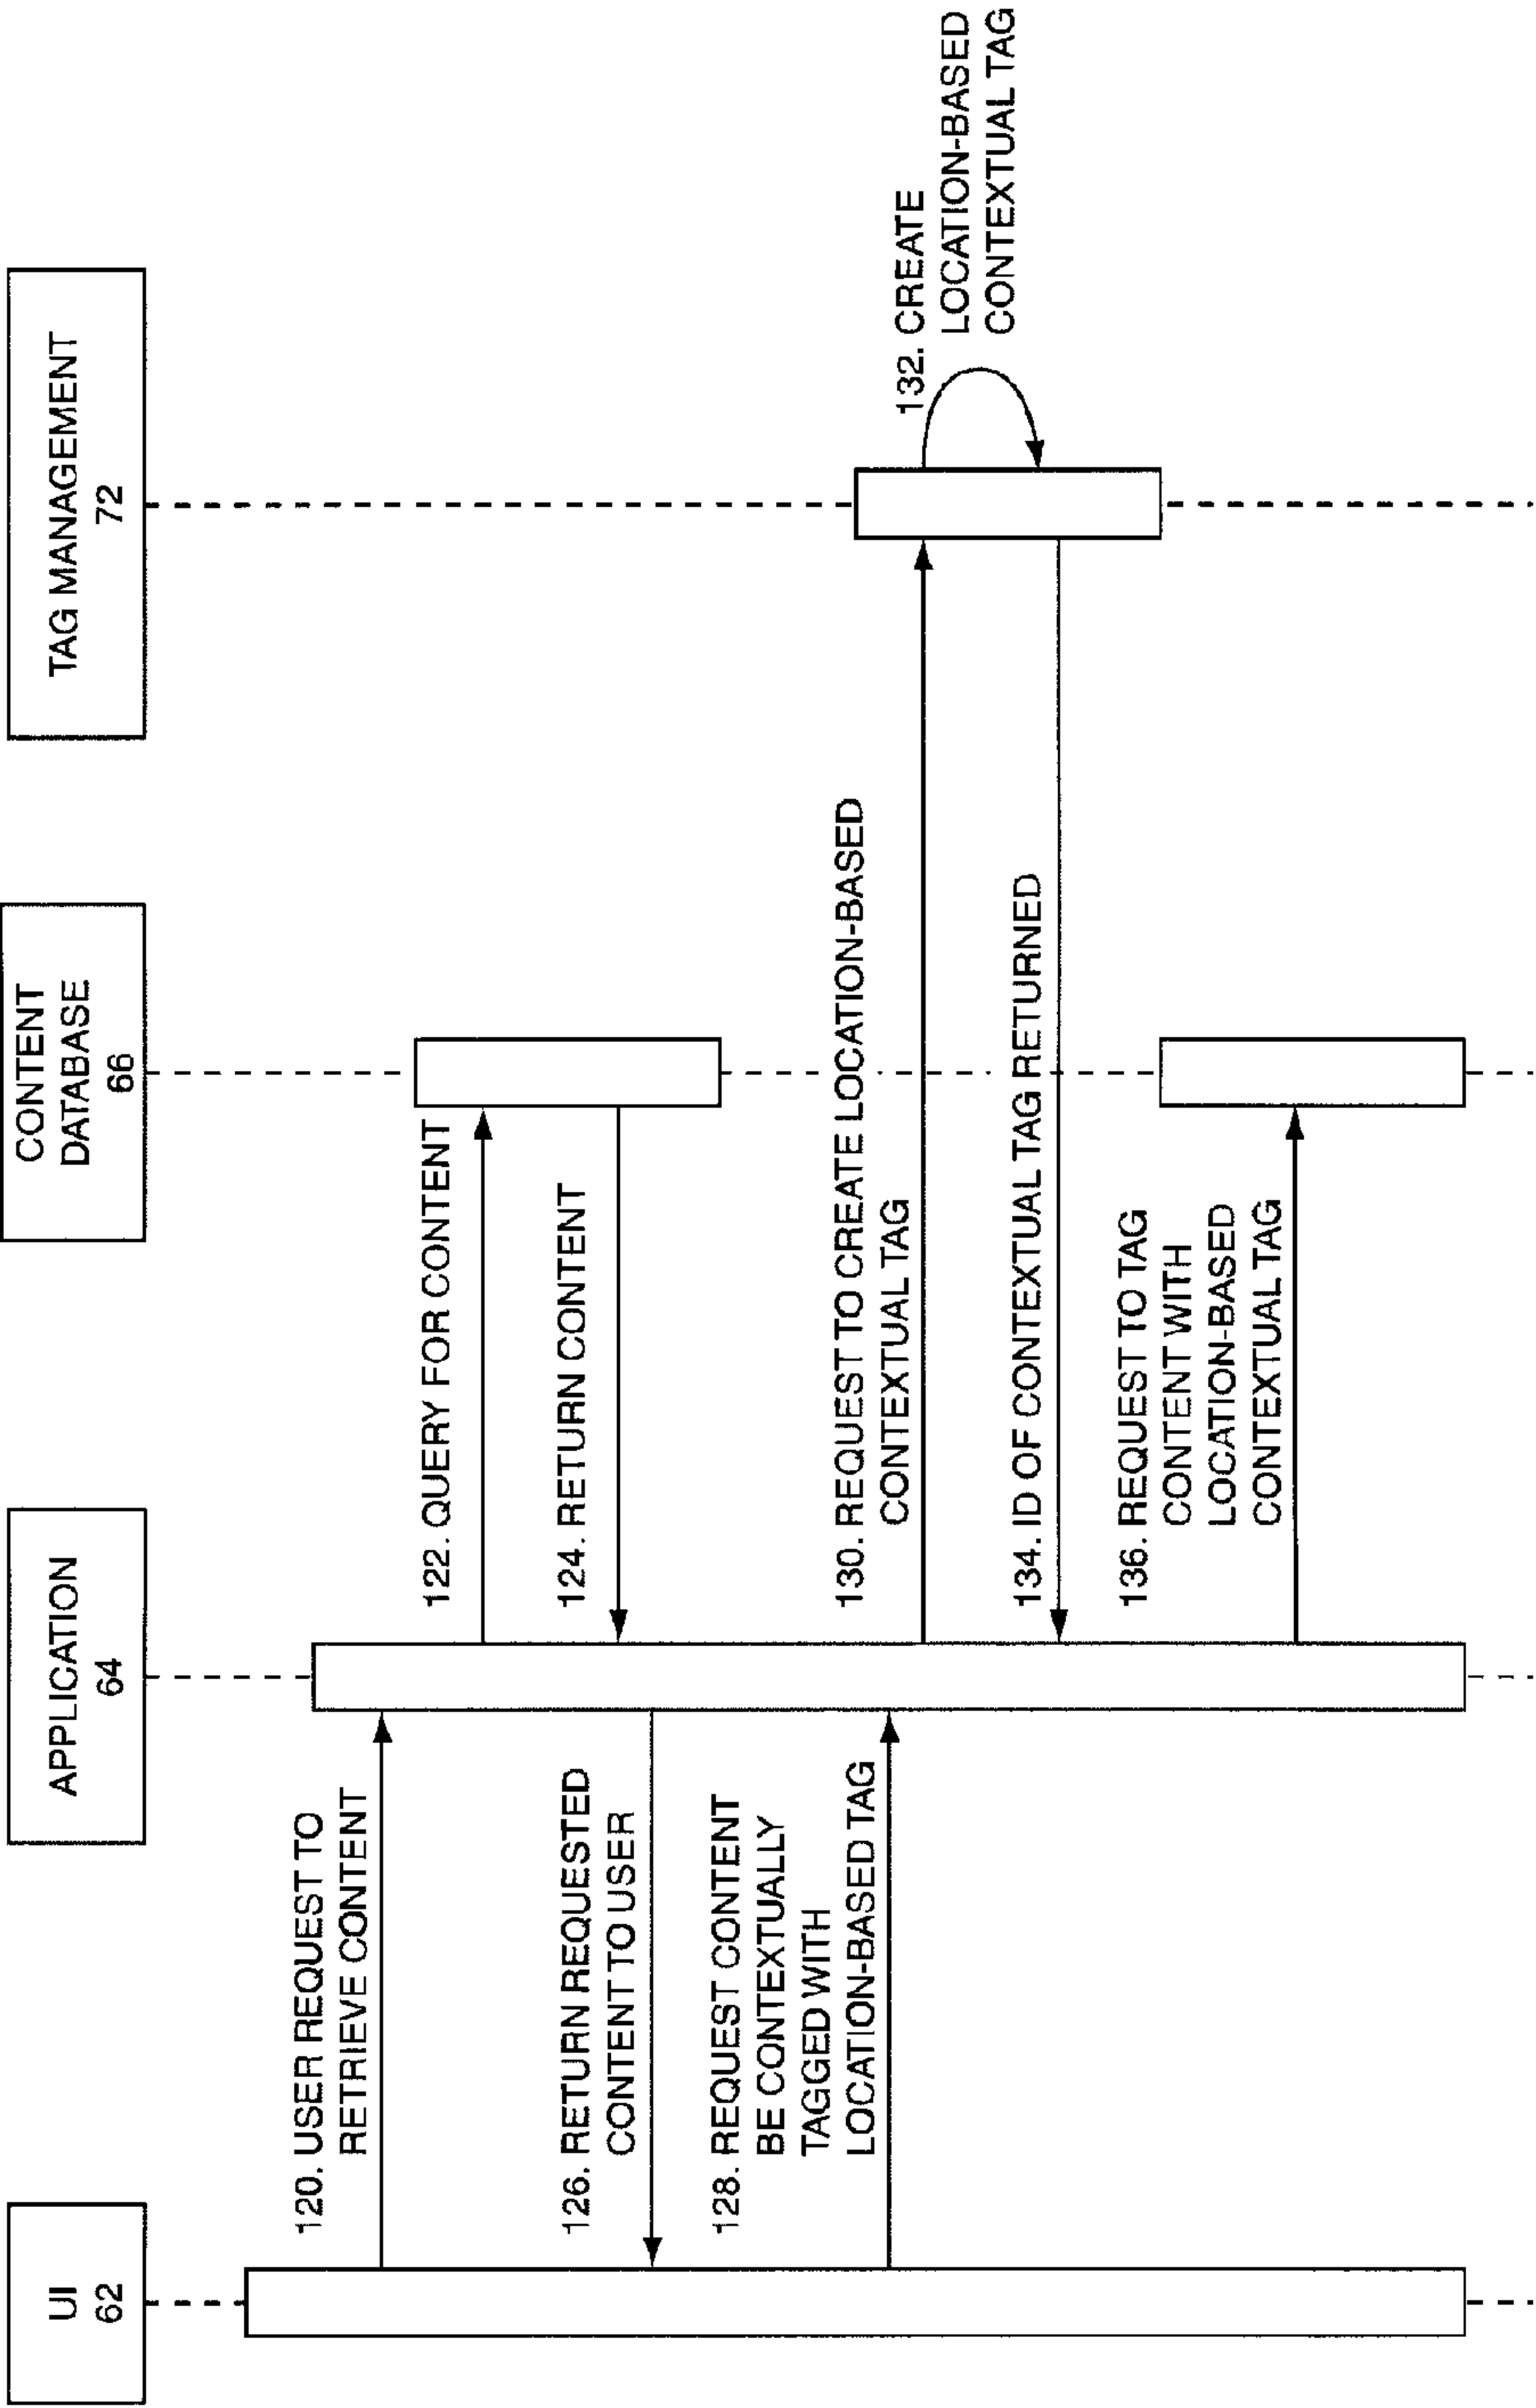 UI
62
APPLICATION
64
CONTENT
DATABASE
66
TAG MANAGEMENT
72
120. USER REQUEST TO
RETRIEVE CONTENT
122. QUERY FOR CONTENT
124. RETURN CONTENT
126. RETURN REQUESTED
CONTENT TO USER
128. REQUEST CONTENT
BE CONTEXTUALLY
TAGGED WITH
LOCATION-BASED TAG
130. REQUEST TO CREATE LOCATION-BASED
CONTEXTUAL TAG
132. CREATE
LOCATION-BASED
CONTEXTUAL TAG
134. ID OF CONTEXTUAL TAG RETURNED
136. REQUEST TO TAG
CONTENT WITH
LOCATION-BASED
CONTEXTUAL TAG